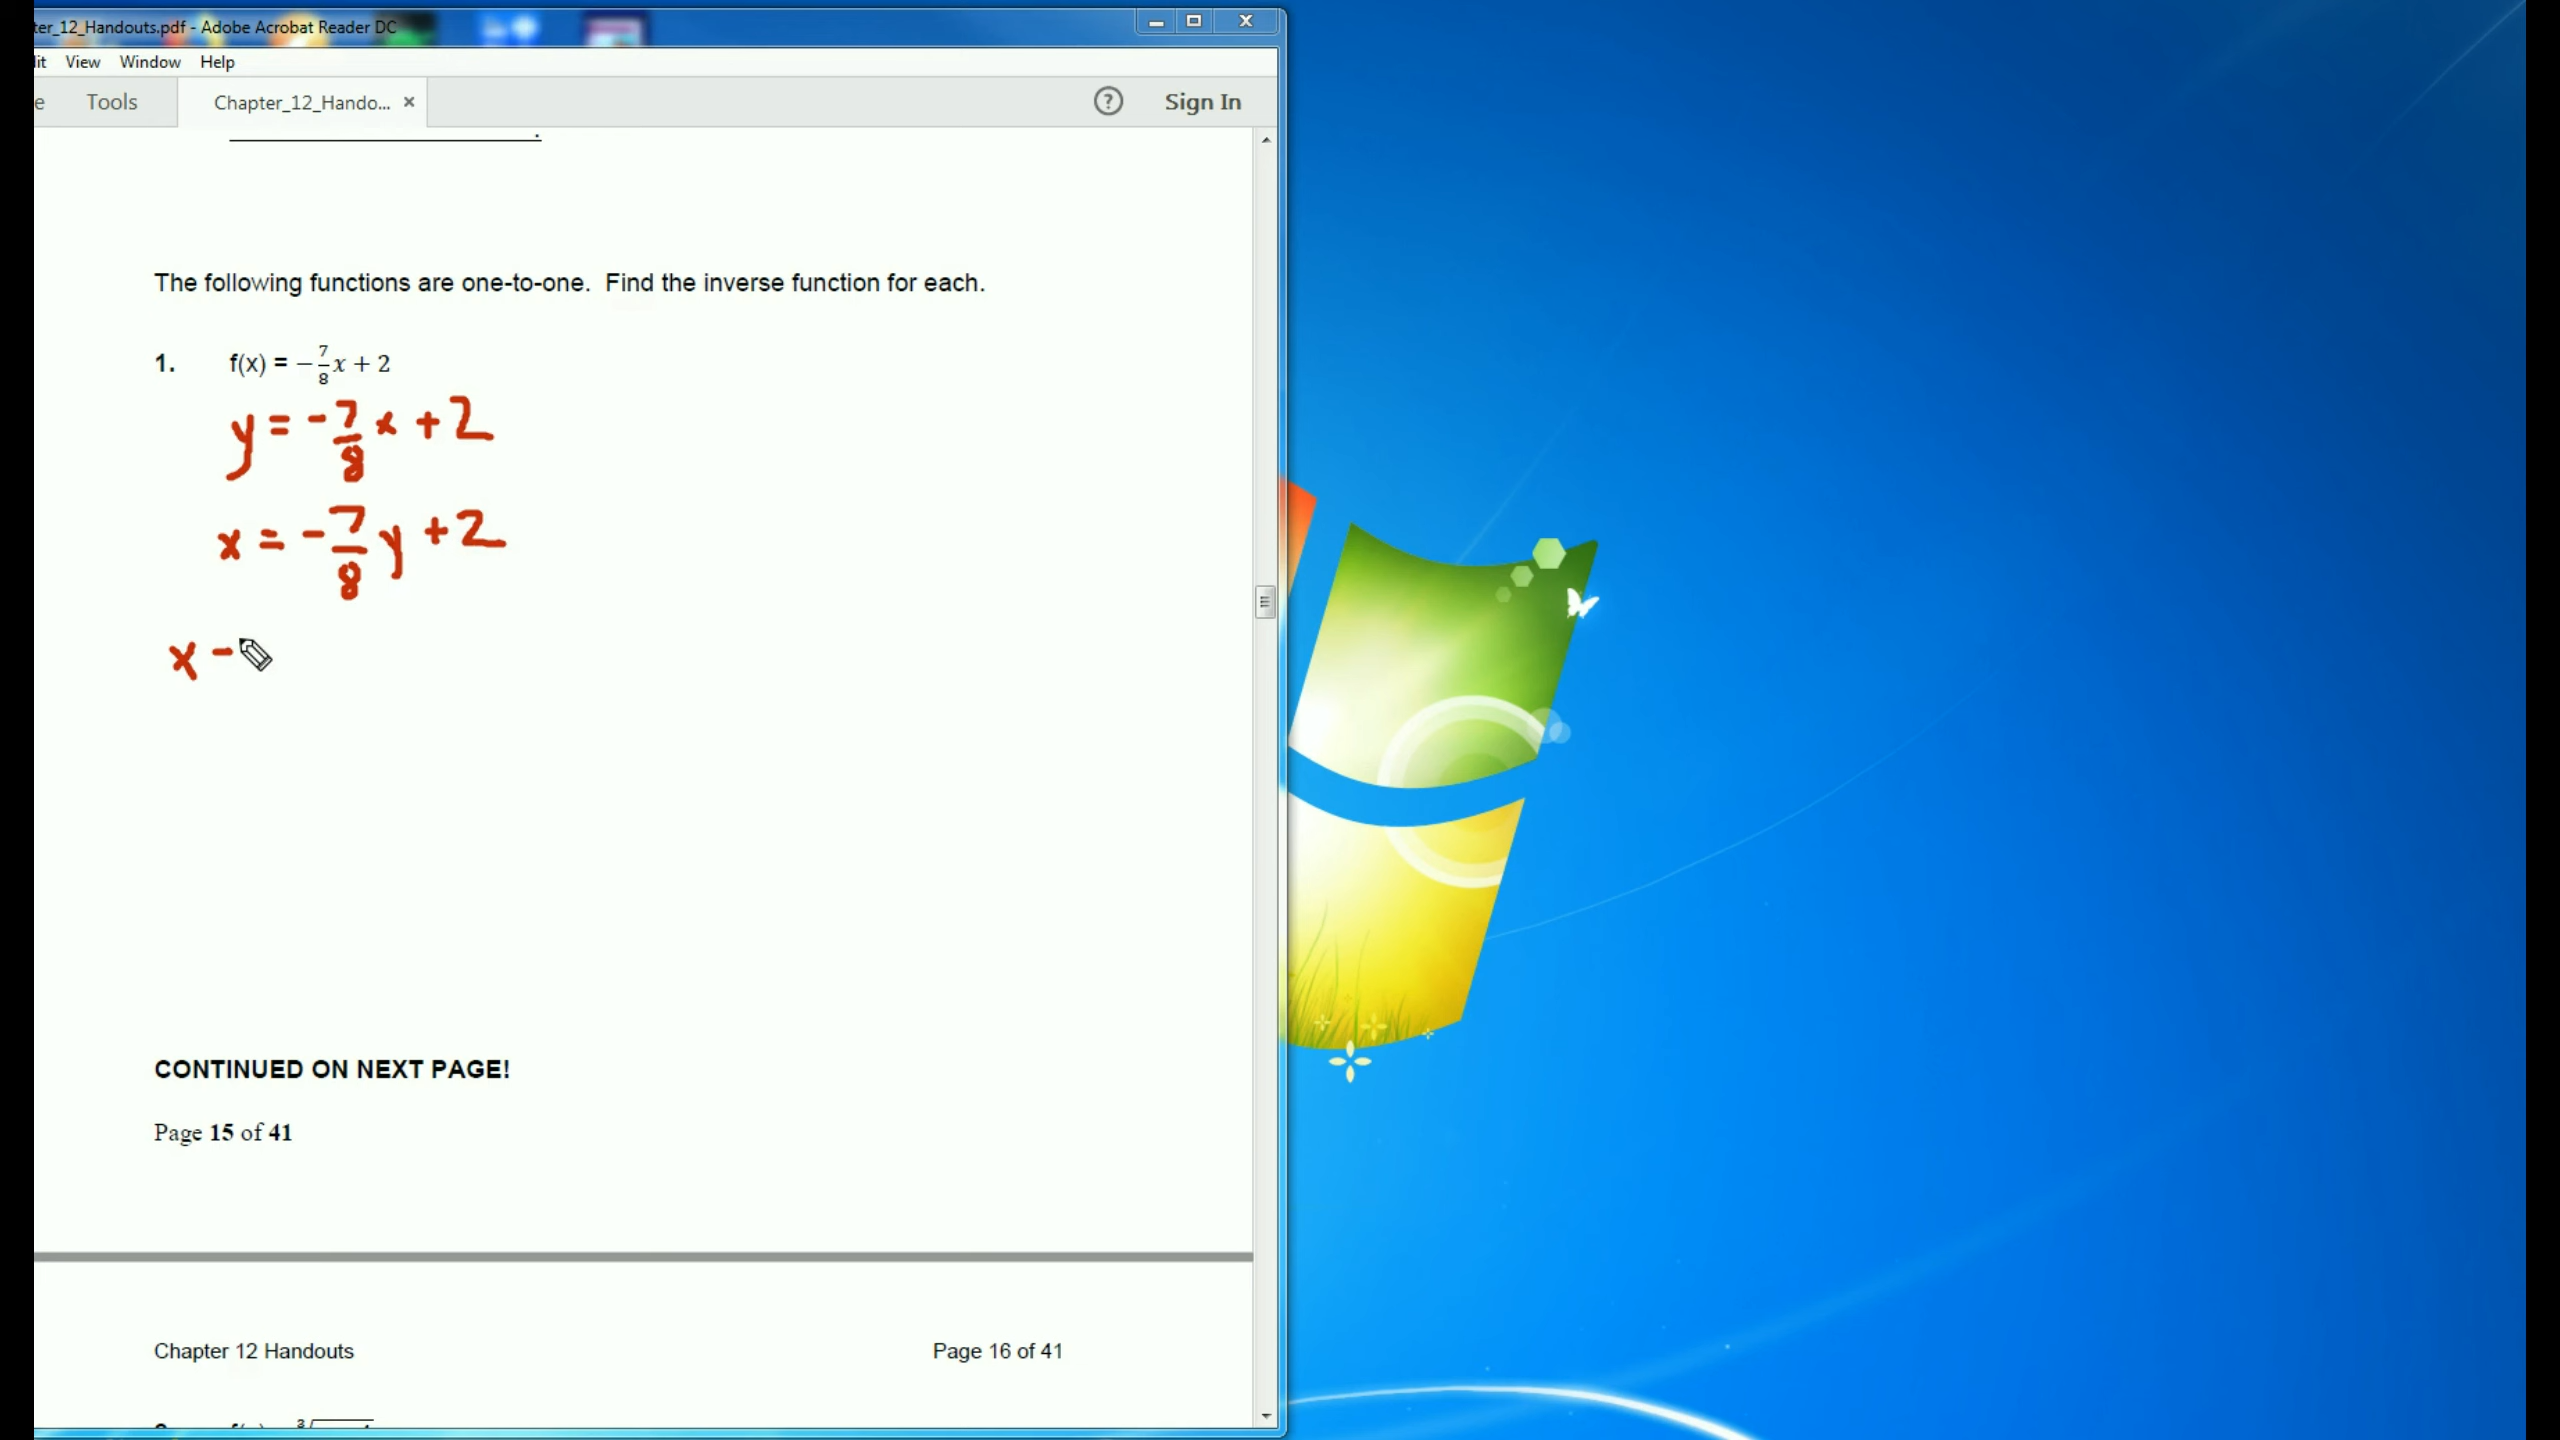 ter_12_Handouts.pdf - Adobe Acrobat Reader DC
it View Window Help
e Tools Chapter_12_Hando... × ? Sign In
The following functions are one-to-one. Find the inverse function for each.
1. f(x) = −7/8x + 2
y = -7/8 x + 2
x = -7/8 y + 2
x -
CONTINUED ON NEXT PAGE!
Page 15 of 41
Chapter 12 Handouts Page 16 of 41